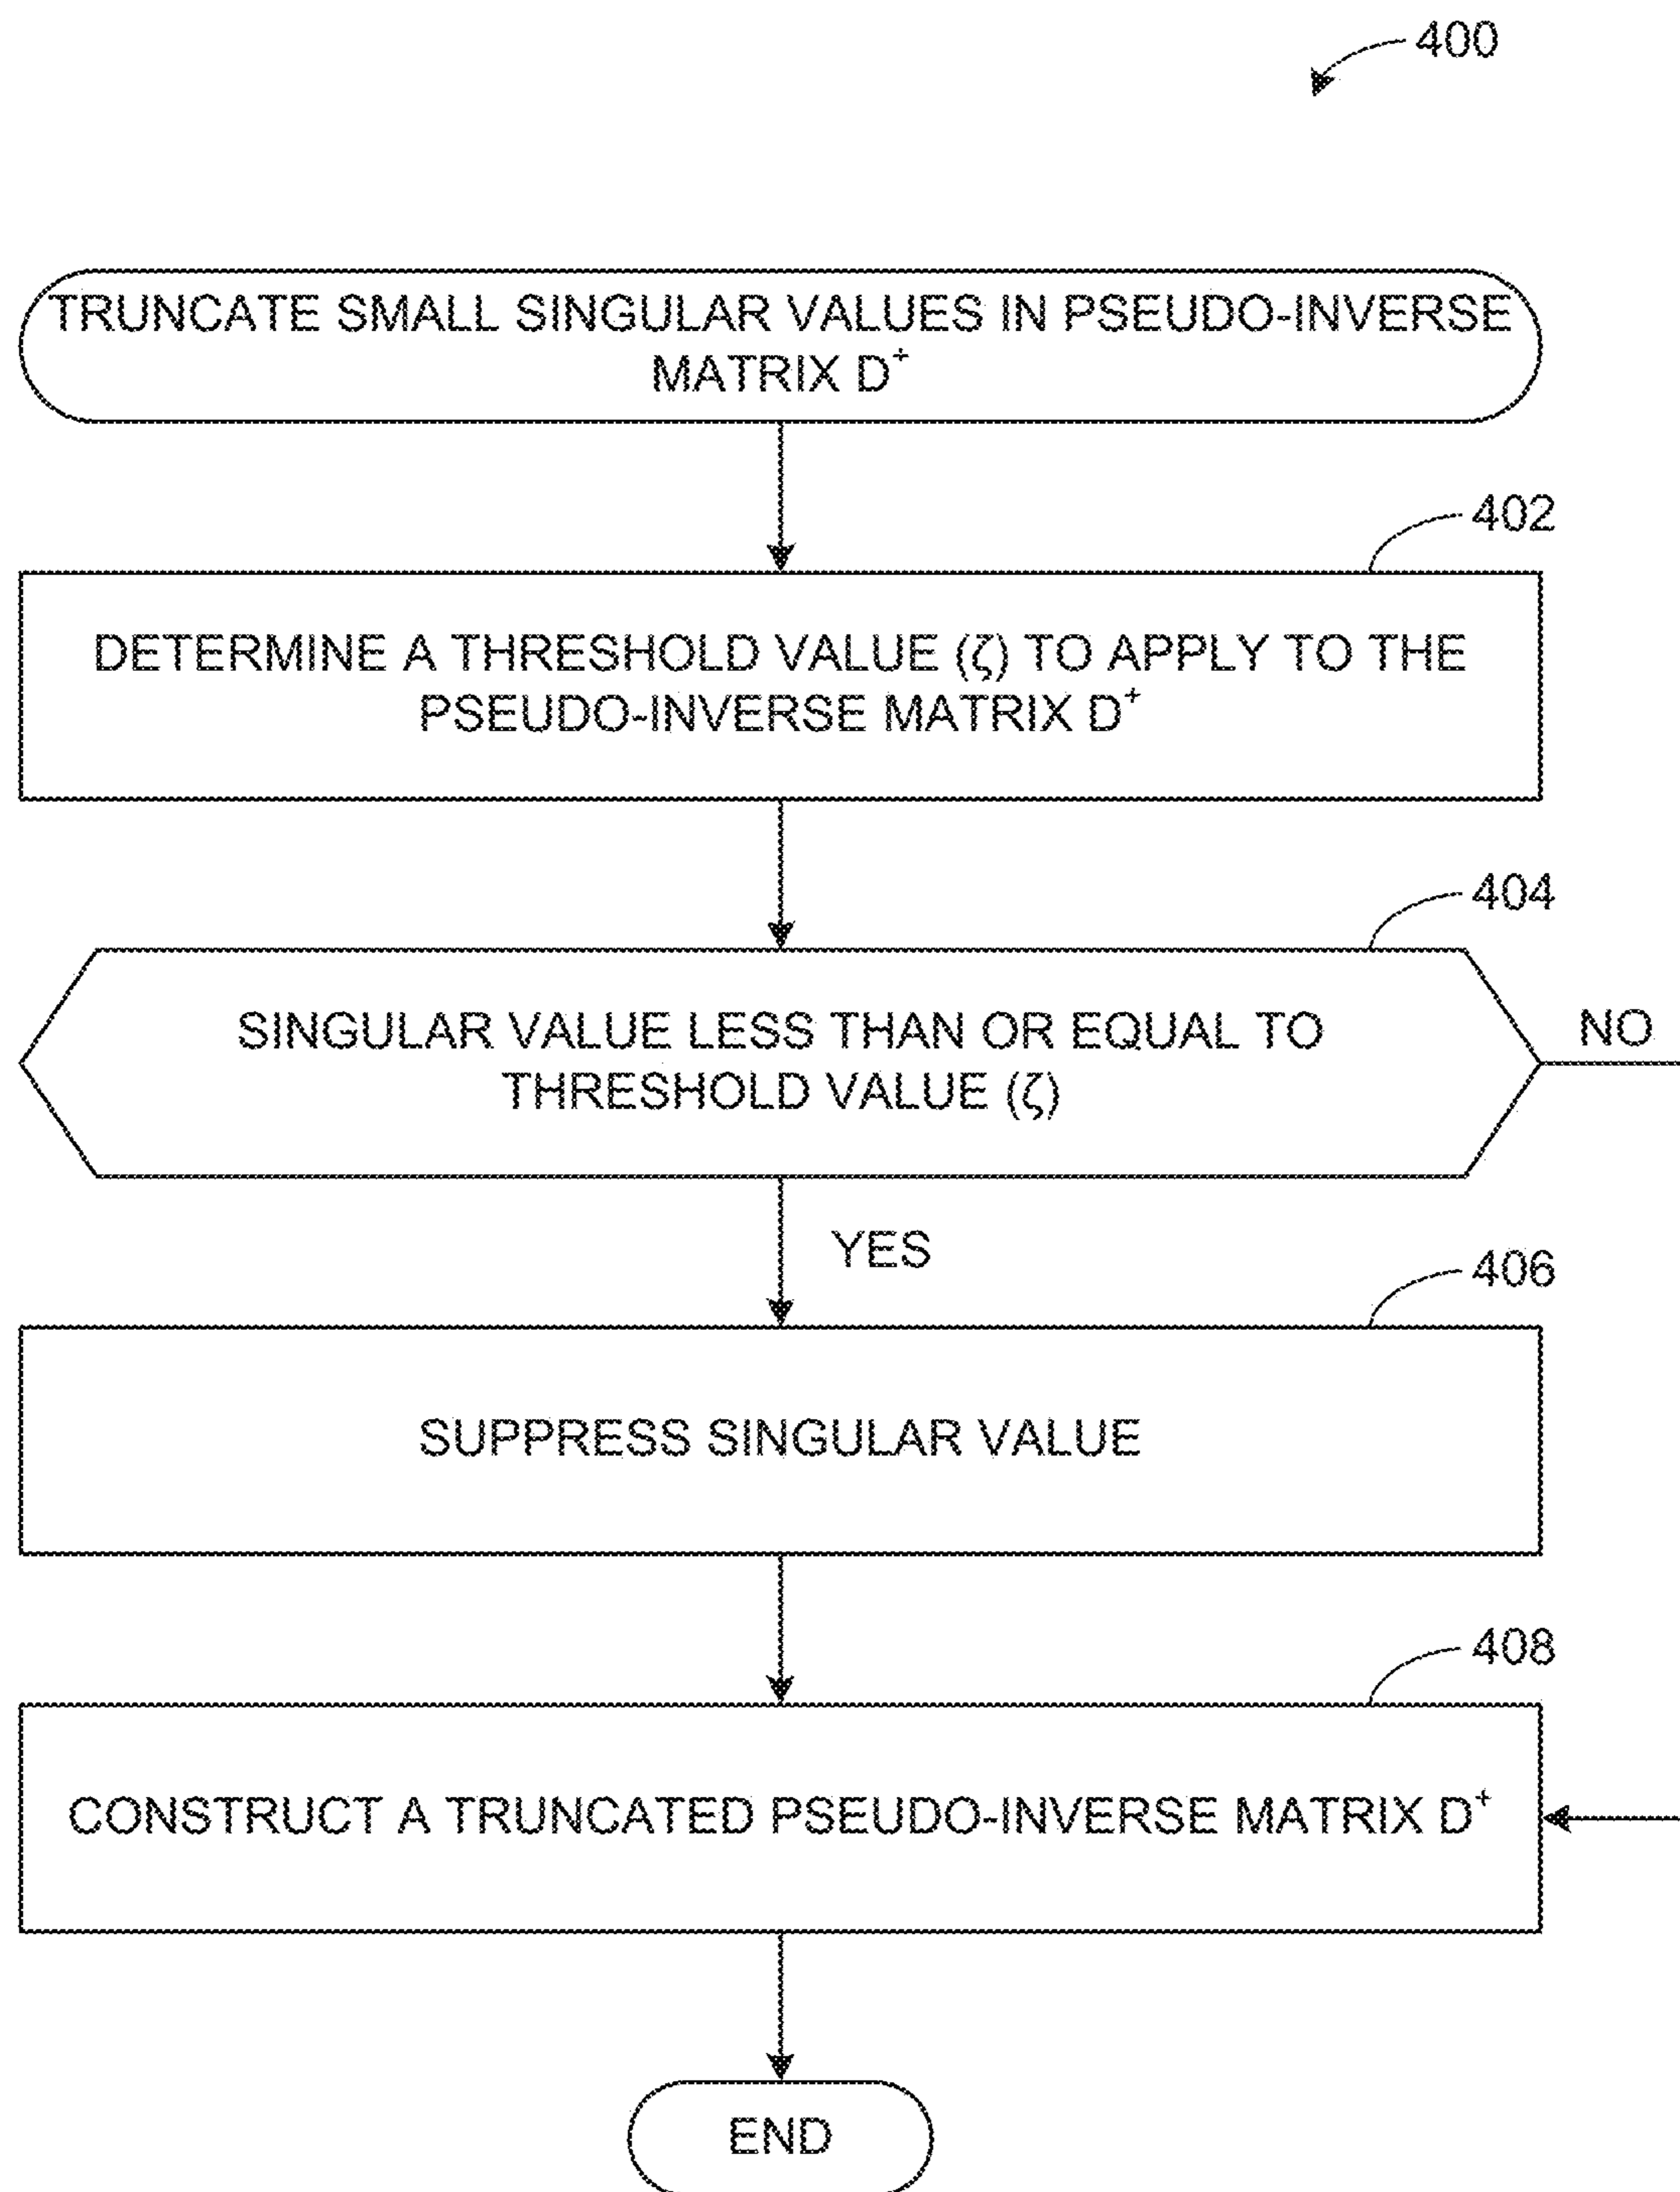 400
TRUNCATE SMALL SINGULAR VALUES IN PSEUDO-INVERSE
MATRIX D⁺
402
DETERMINE A THRESHOLD VALUE (ζ) TO APPLY TO THE
PSEUDO-INVERSE MATRIX D⁺
404
SINGULAR VALUE LESS THAN OR EQUAL TO
THRESHOLD VALUE (ζ)
NO
YES
406
SUPPRESS SINGULAR VALUE
408
CONSTRUCT A TRUNCATED PSEUDO-INVERSE MATRIX D⁺
END